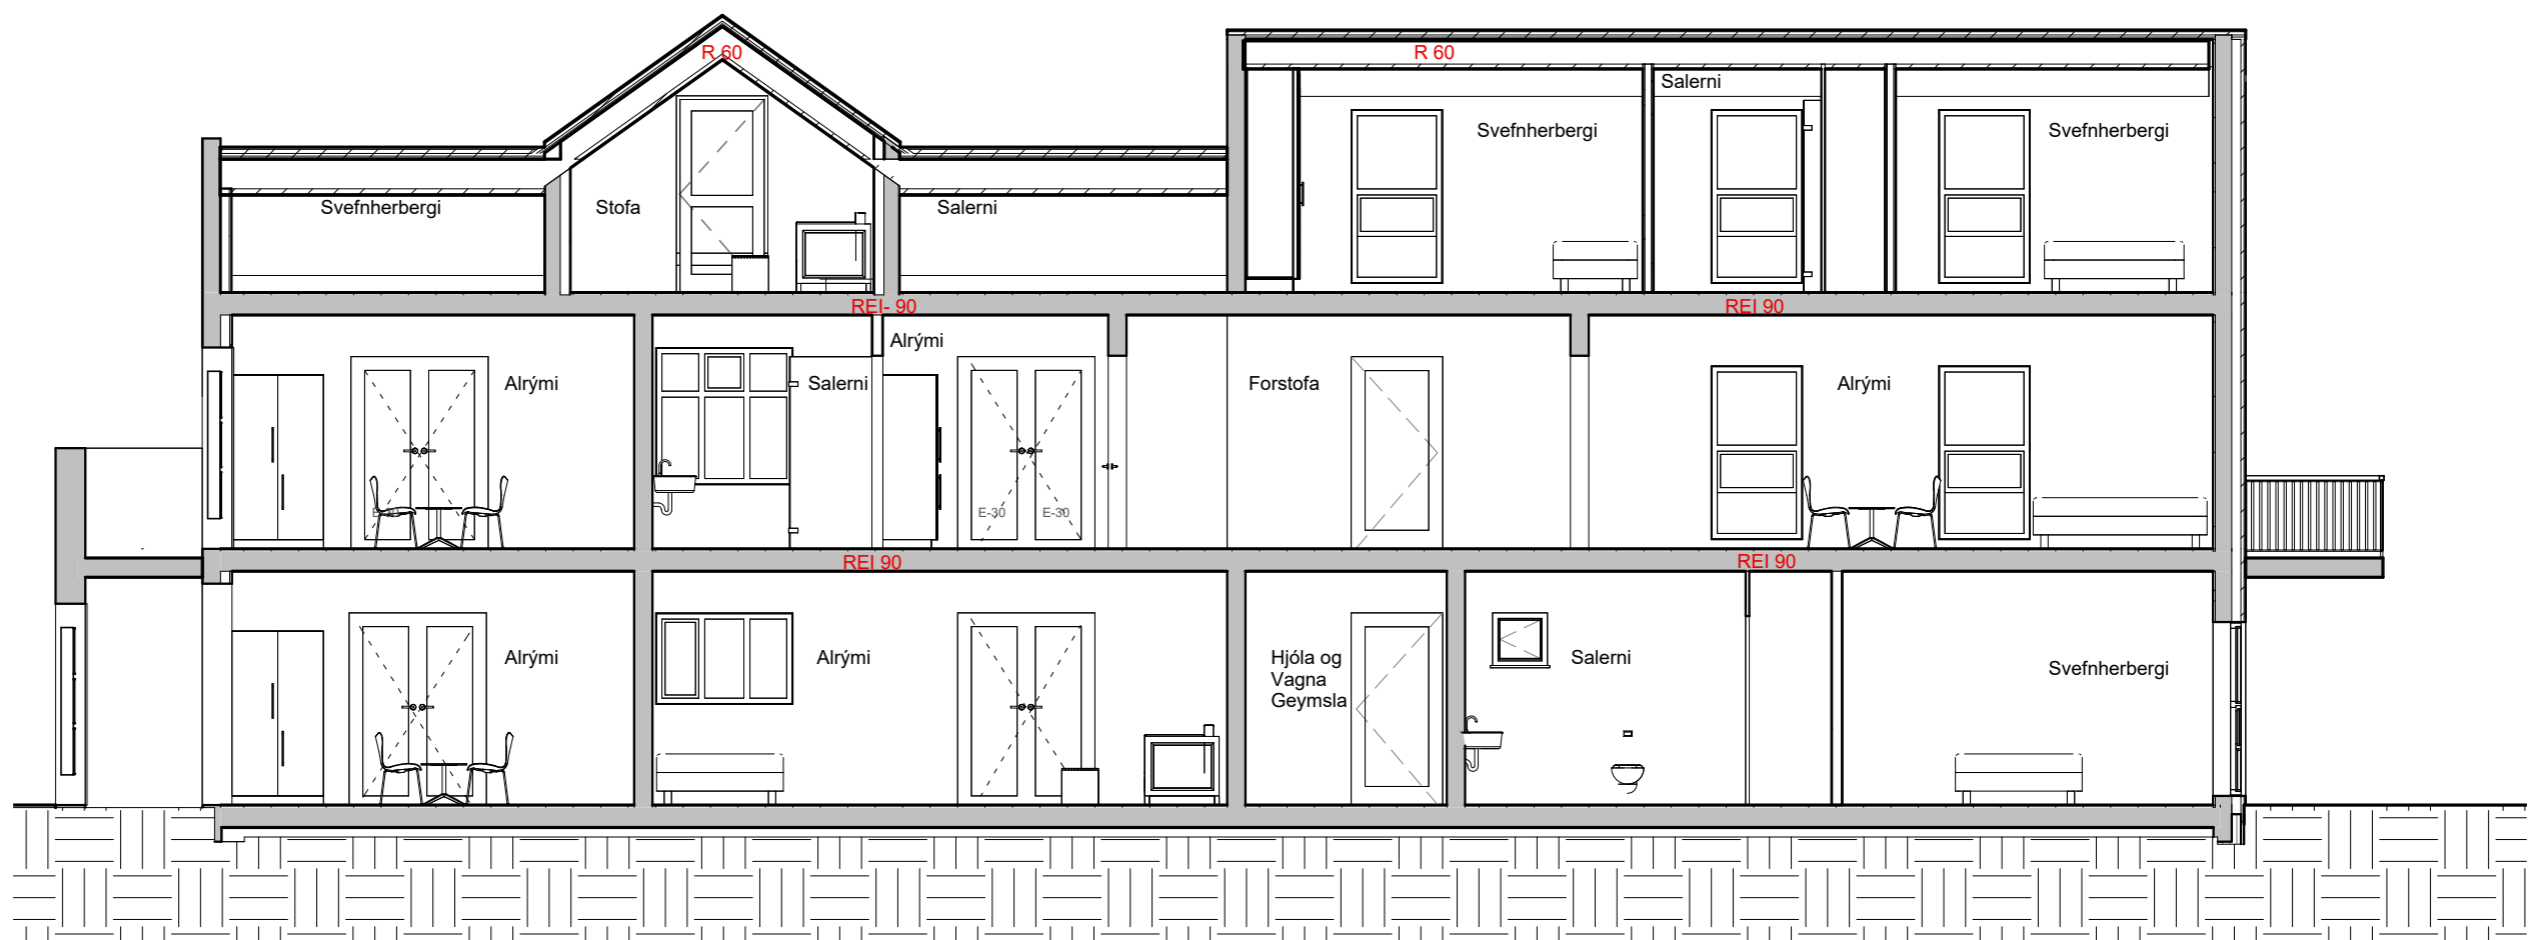 R 60
R 60
Salerni
Svefnherbergi
Svefnherbergi
Svefnherbergi
Stofa
Salerni
REI- 90
REI 90
Alrými
Alrými
Salerni
Forstofa
Alrými
E-30
E-30
REI 90
REI 90
Alrými
Alrými
Hjóla og
Vagna
Geymsla
Salerni
Svefnherbergi